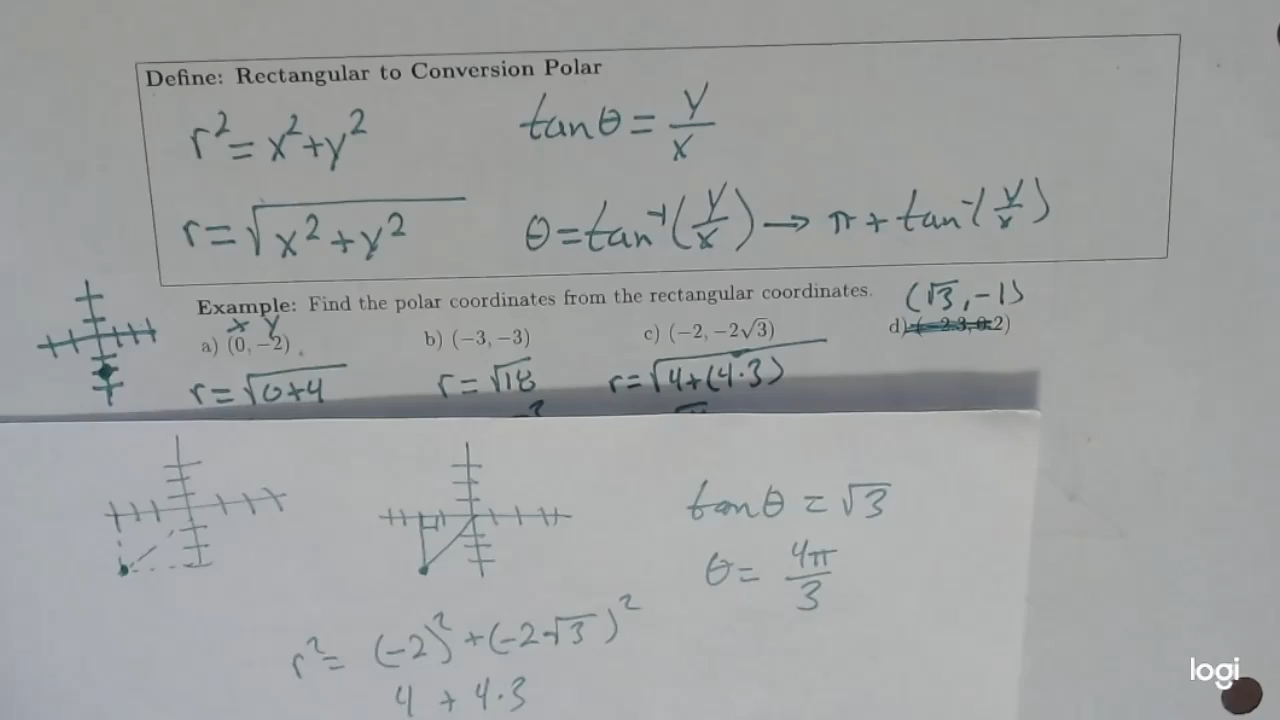 Define: Rectangular to Conversion Polar
r² = x² + y²
tan θ = y/x
r = √(x² + y²)
θ = tan⁻¹(y/x) → π + tan⁻¹(y/x)
Example: Find the polar coordinates from the rectangular coordinates.
(√3, -1)
x y
a) (0, −2)
b) (−3, −3)
c) (−2, −2√3)
d)
r = √(0+4)
r = √18
r = √(4+(4·3))
tan θ = √3
θ = 4π/3
r² = (-2)² + (-2√3)²
4 + 4·3
logi